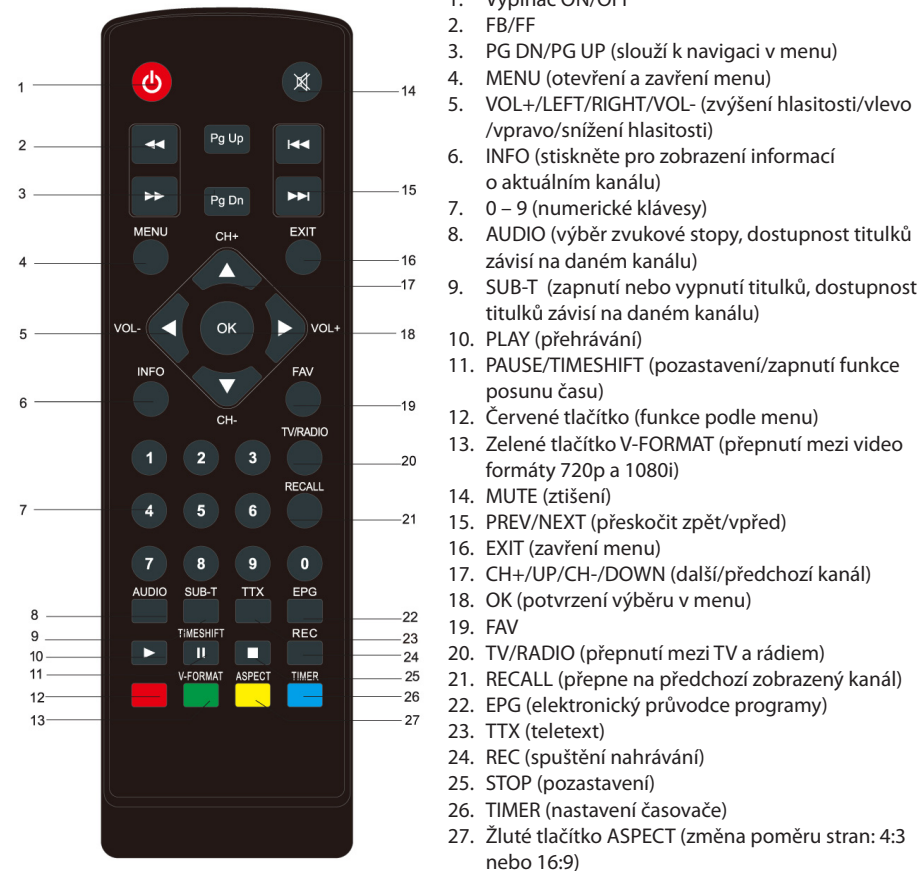 1. Vypínač ON/OFF
2. FB/FF
3. PG DN/PG UP (slouží k navigaci v menu)
4. MENU (otevření a zavření menu)
5. VOL+/LEFT/RIGHT/VOL- (zvýšení hlasitosti/vlevo
/vpravo/snížení hlasitosti)
6. INFO (stiskněte pro zobrazení informací
o aktuálním kanálu)
7. 0 – 9 (numerické klávesy)
8. AUDIO (výběr zvukové stopy, dostupnost titulků
závisí na daném kanálu)
9. SUB-T (zapnutí nebo vypnutí titulků, dostupnost
titulků závisí na daném kanálu)
10. PLAY (přehrávání)
11. PAUSE/TIMESHIFT (pozastavení/zapnutí funkce
posunu času)
12. Červené tlačítko (funkce podle menu)
13. Zelené tlačítko V-FORMAT (přepnutí mezi video
formáty 720p a 1080i)
14. MUTE (ztišení)
15. PREV/NEXT (přeskočit zpět/vpřed)
16. EXIT (zavření menu)
17. CH+/UP/CH-/DOWN (další/předchozí kanál)
18. OK (potvrzení výběru v menu)
19. FAV
20. TV/RADIO (přepnutí mezi TV a rádiem)
21. RECALL (přepne na předchozí zobrazený kanál)
22. EPG (elektronický průvodce programy)
23. TTX (teletext)
24. REC (spuštění nahrávání)
25. STOP (pozastavení)
26. TIMER (nastavení časovače)
27. Žluté tlačítko ASPECT (změna poměru stran: 4:3
nebo 16:9)
1
14
2
Pg Up
3
Pg Dn
15
MENU
CH+
EXIT
4
16
17
5
VOL-
OK
VOL+
18
INFO
FAV
6
CH-
19
TV/RADIO
1 2 3
20
RECALL
7
4 5 6
21
7 8 9 0
AUDIO SUB-T TTX EPG
8
22
9
TIMESHIFT
REC
23
10
24
11
V-FORMAT ASPECT TIMER
25
12
26
13
27